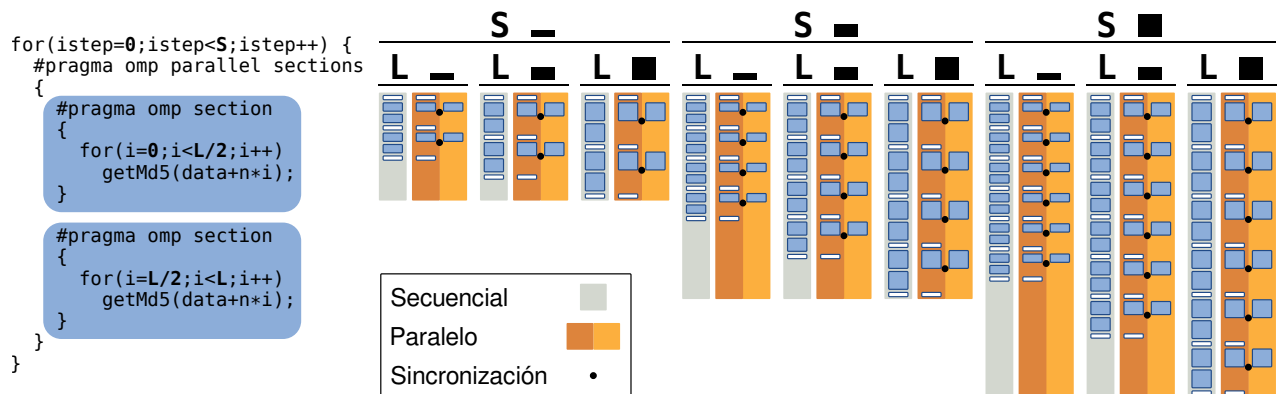 for(istep=0;istep<S;istep++) {
  #pragma omp parallel sections
  {
    #pragma omp section
    {
      for(i=0;i<L/2;i++)
        getMd5(data+n*i);
    }
    #pragma omp section
    {
      for(i=L/2;i<L;i++)
        getMd5(data+n*i);
    }
  }
}
S
S
S
L
L
L
L
L
L
L
L
L
Secuencial
Paralelo
Sincronización